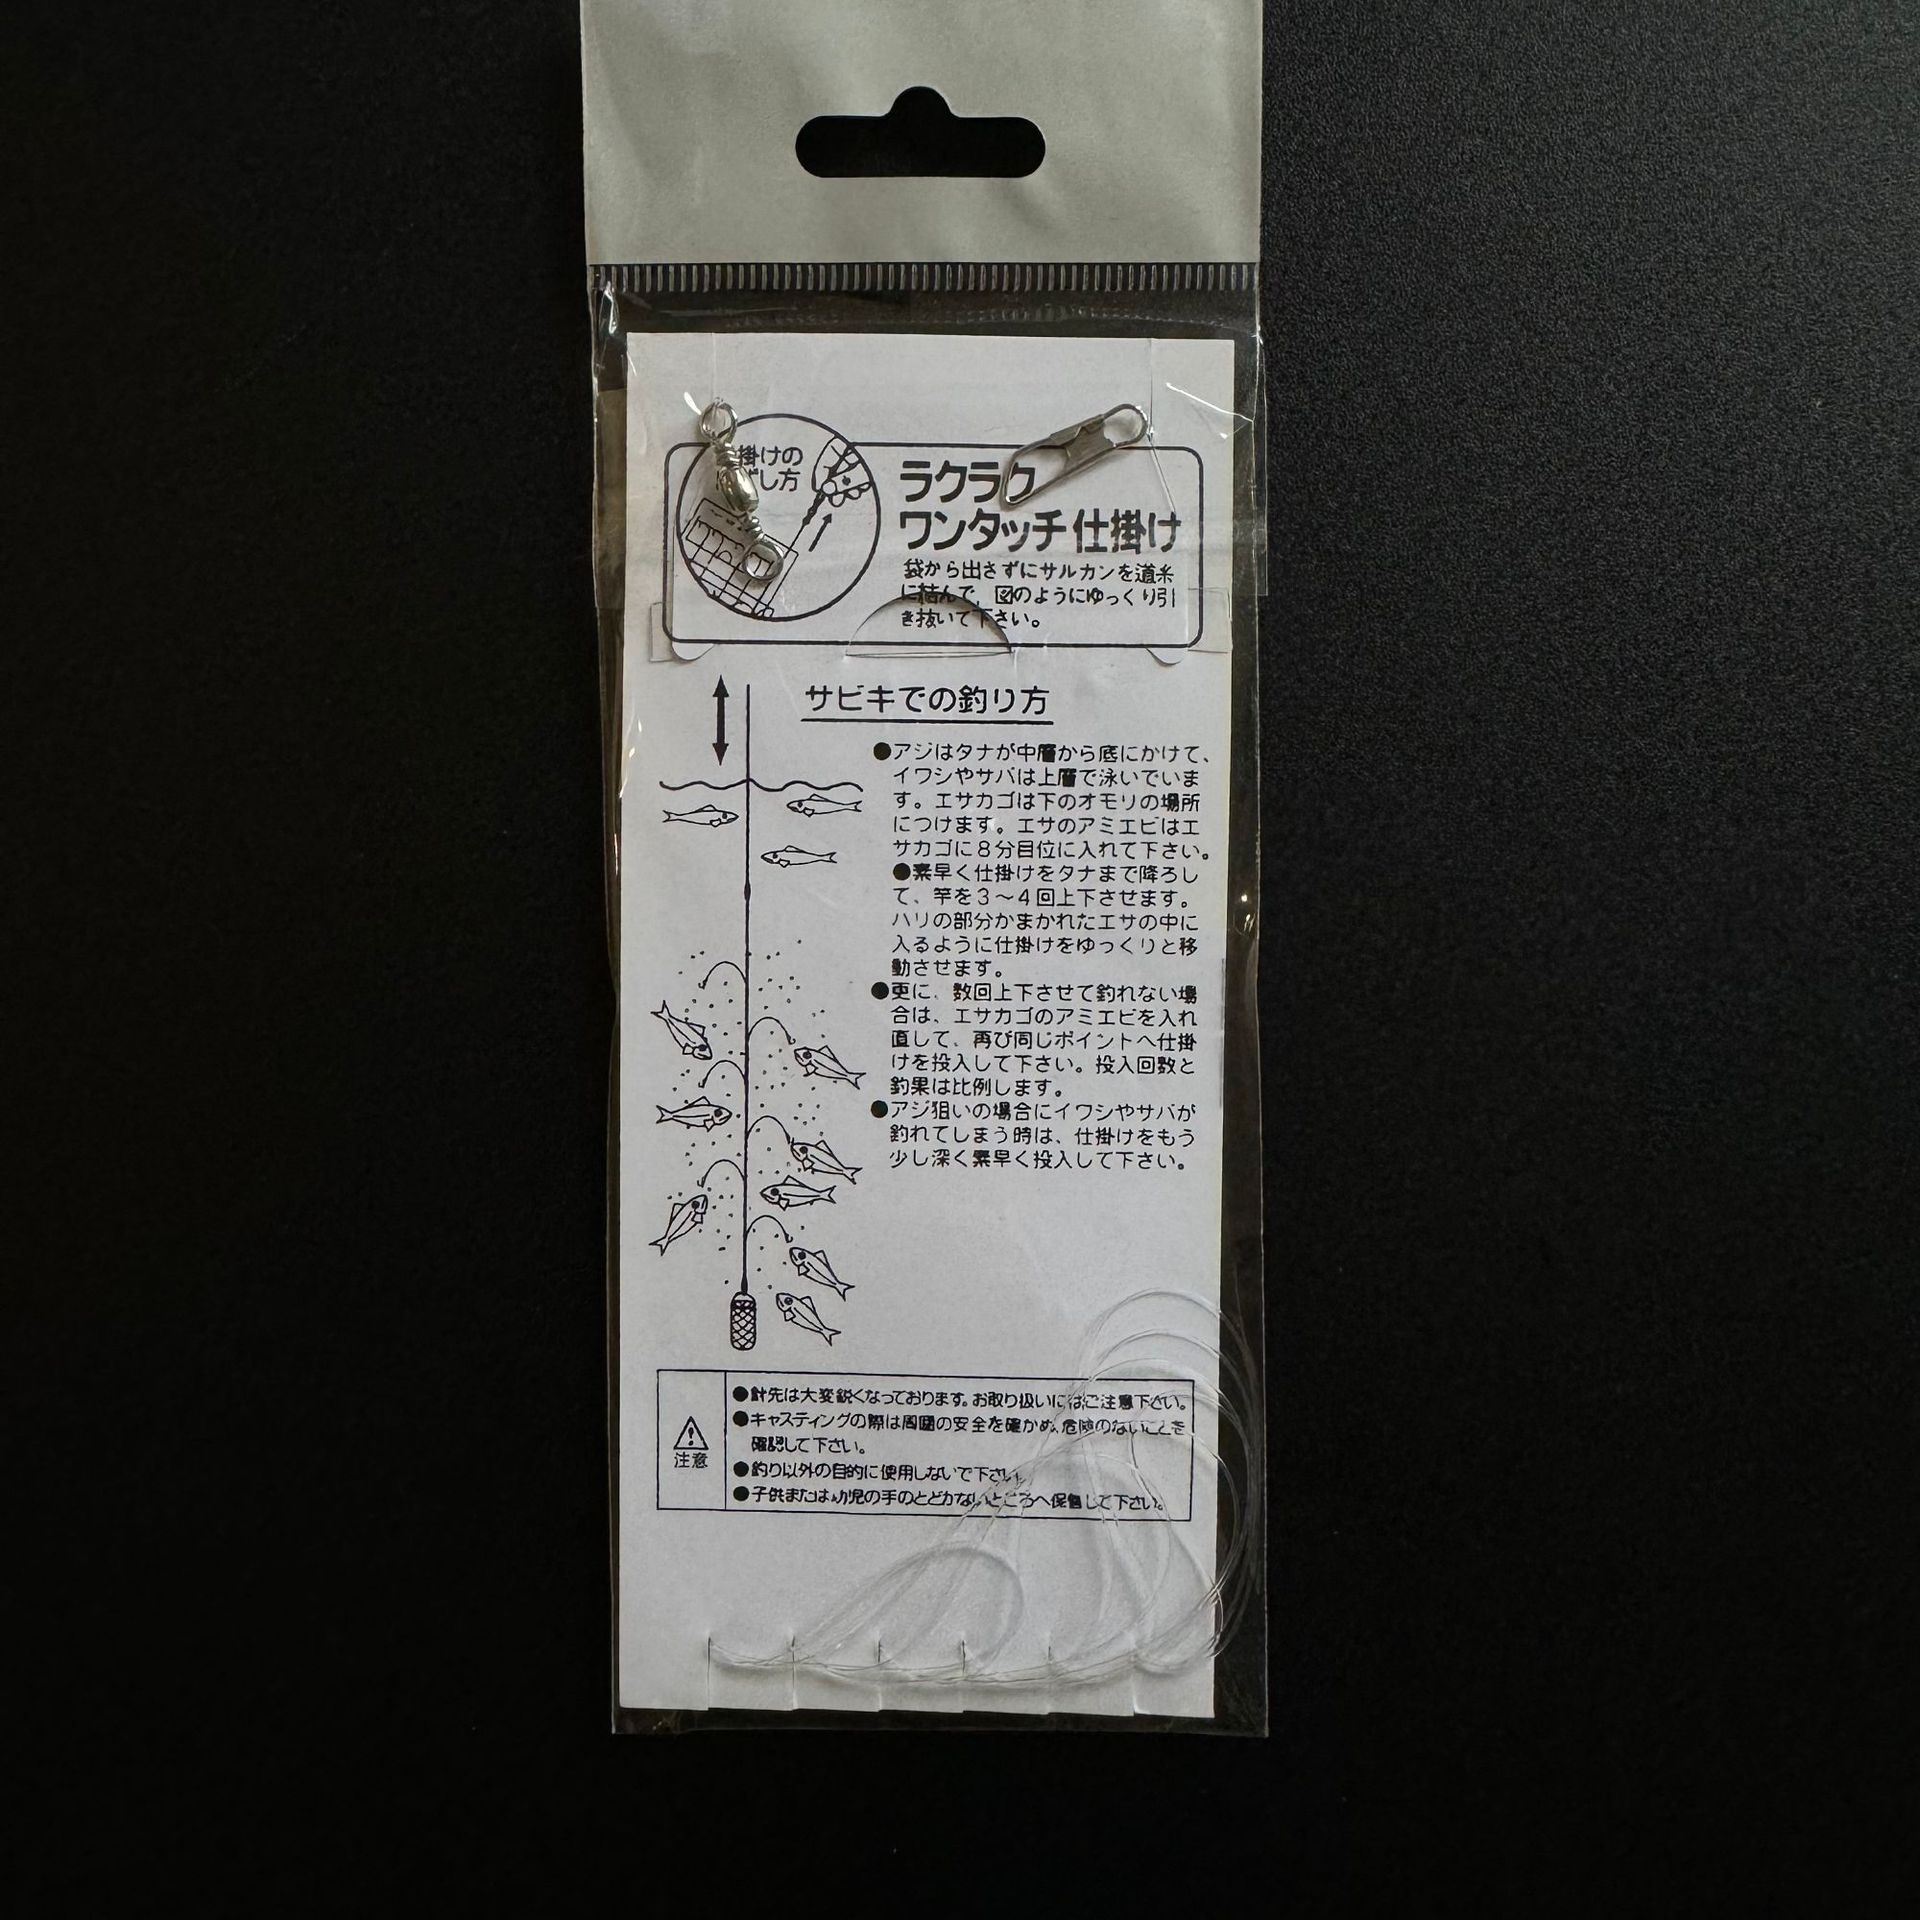 掛けの
し方
ラクラク
ワンタッチ仕掛け
袋から出さずにサルカンを道糸
に結んで、図のようにゆっくり引
き抜いて下さい。
サビキでの釣り方
●アジはタナが中層から底にかけて、
イワシやサバは上層で泳いでいま
す。エサカゴは下のオモリの場所
につけます。エサのアミエビはエ
サカゴに8分目位に入れて下さい。
●素早く仕掛けをタナまで降ろし
て、竿を3〜4回上下させます。
ハリの部分がまかれたエサの中に
入るように仕掛けをゆっくりと移
動させます。
●更に、数回上下させて釣れない場
合は、エサカゴのアミエビを入れ
直して、再び同じポイントへ仕掛
けを投入して下さい。投入回数と
釣果は比例します。
●アジ狙いの場合にイワシやサバが
釣れてしまう時は、仕掛けをもう
少し深く素早く投入して下さい。
注意
●針先は大変鋭くなっております。お取り扱いにはご注意下さい。
●キャスティングの際は周囲の安全を確かめ、危険のないことを
確認して下さい。
●釣り以外の目的に使用しないで下さい。
●子供または幼児の手のとどかないところへ保管して下さい。